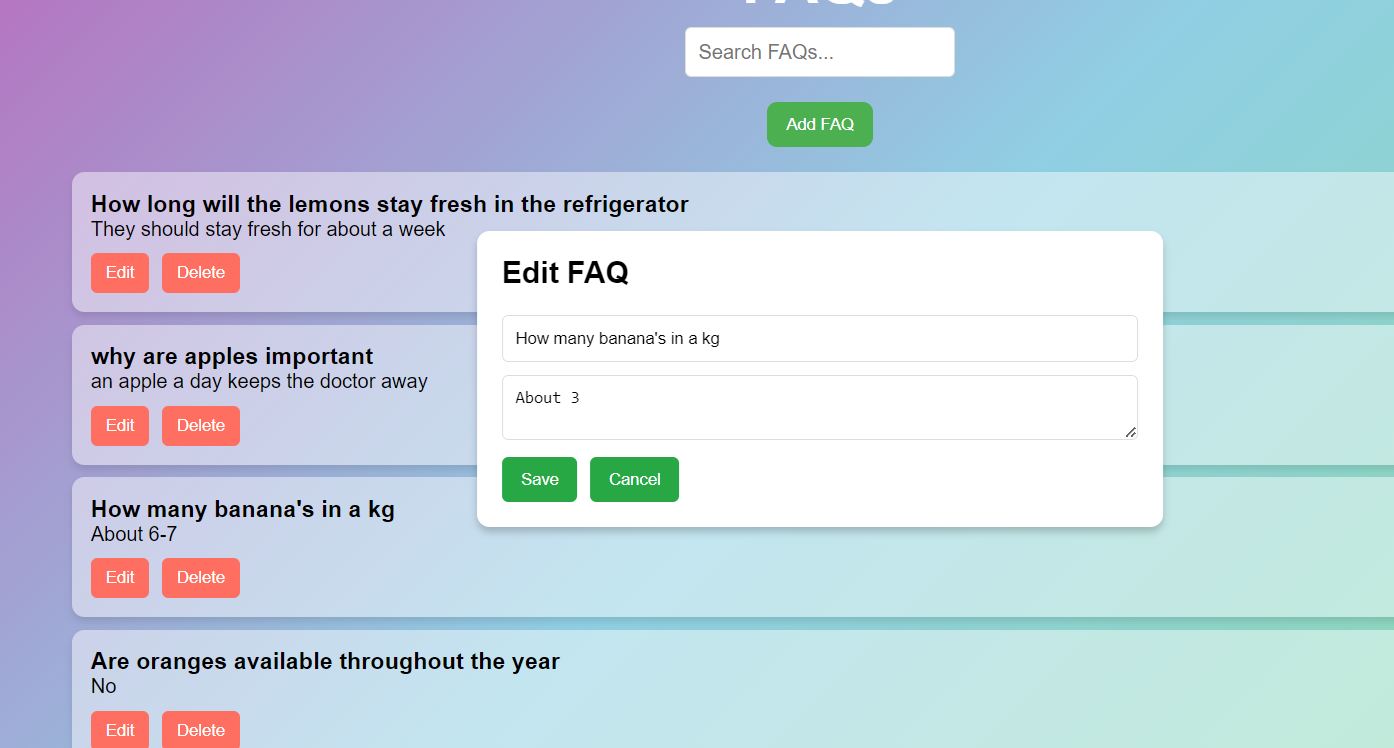 FAQs
Search FAQs...
Add FAQ
How long will the lemons stay fresh in the refrigerator
They should stay fresh for about a week
Edit Delete
Edit FAQ
How many banana's in a kg
About 3
Save Cancel
why are apples important
an apple a day keeps the doctor away
Edit Delete
How many banana's in a kg
About 6-7
Edit Delete
Are oranges available throughout the year
No
Edit Delete